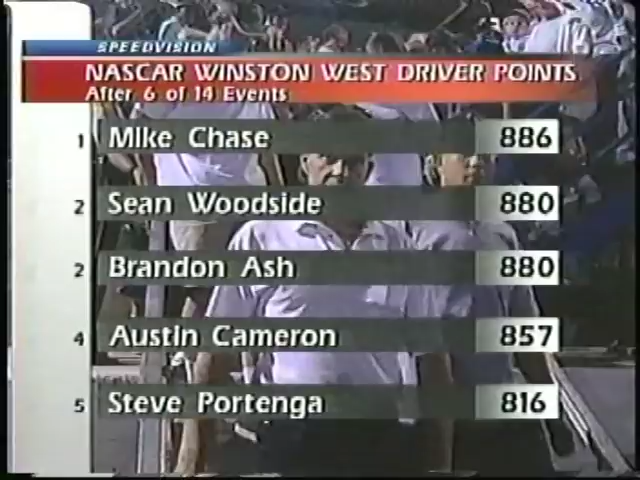 SPEEDVISION
NASCAR WINSTON WEST DRIVER POINTS
After 6 of 14 Events
1 Mike Chase 886
2 Sean Woodside 880
2 Brandon Ash 880
4 Austin Cameron 857
5 Steve Portenga 816